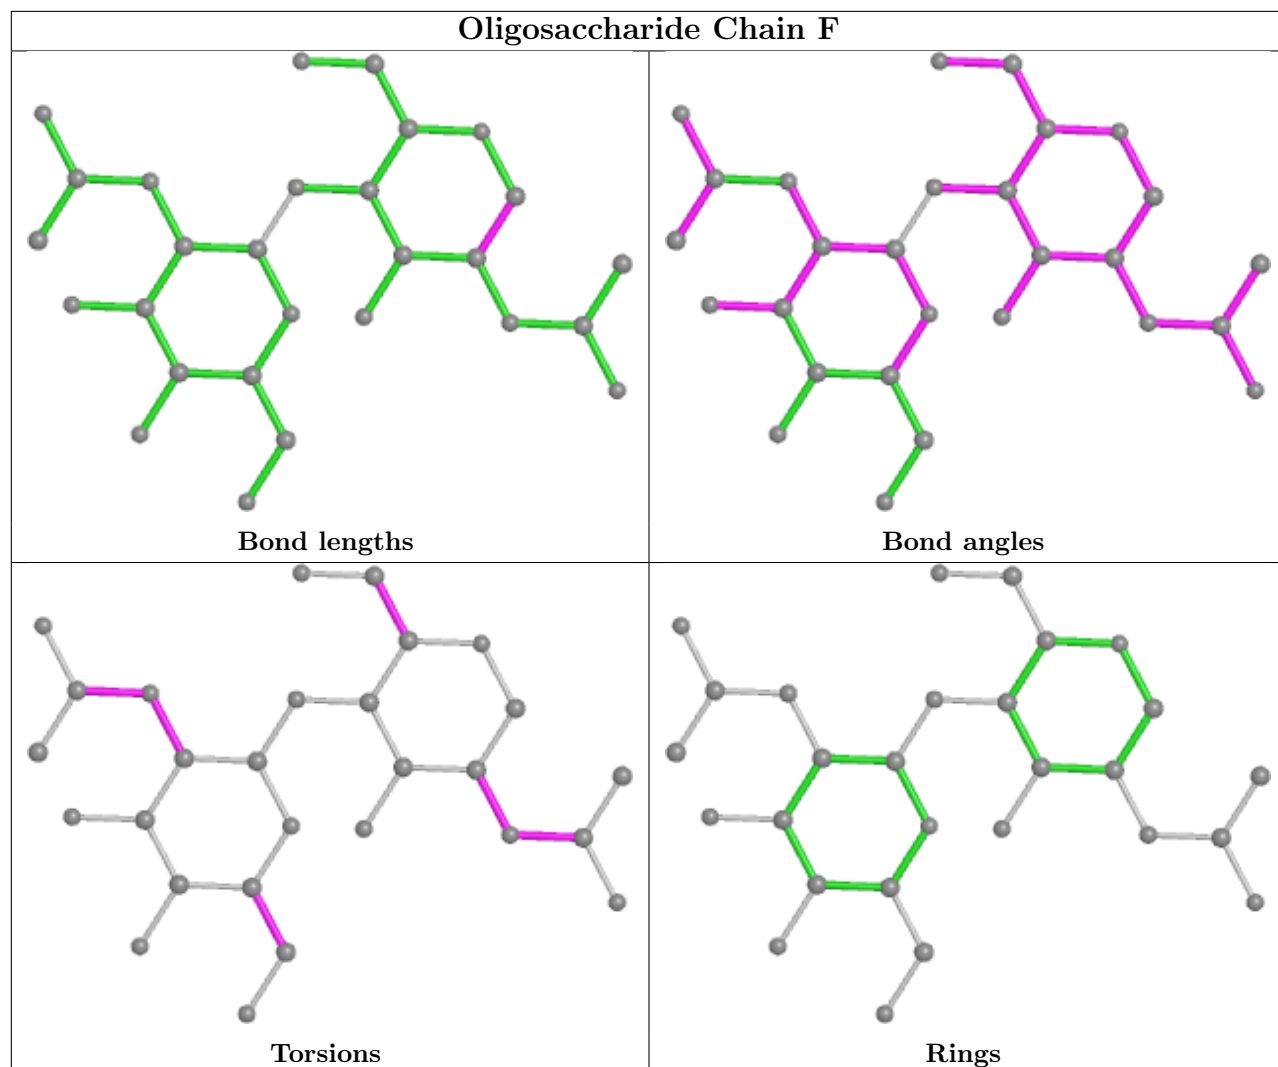 Oligosaccharide Chain F
Bond lengths
Bond angles
Torsions
Rings